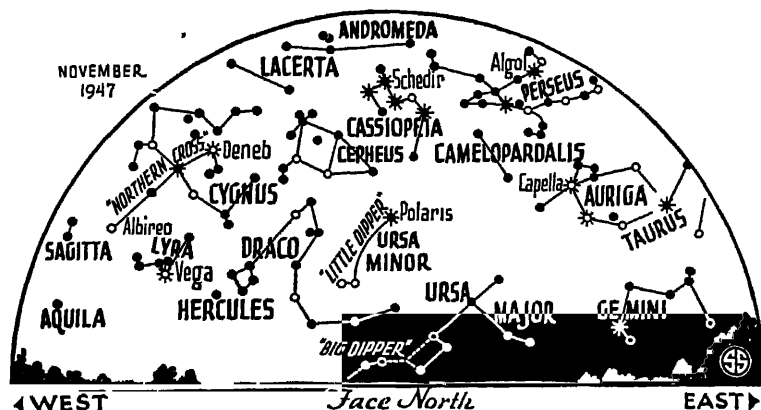 ANDROMEDA
NOVEMBER
1947
LACERTA
Algol
Schedir
PERSEUS
CASSIOPEIA
"NORTHERN CROSS"
Deneb
CEPHEUS
CAMELOPARDALIS
Capella
CYGNUS
AURIGA
Albireo
"LITTLE DIPPER"
Polaris
TAURUS
SAGITTA
LYRA
DRACO
URSA
MINOR
Vega
HERCULES
URSA
MAJOR
GEMINI
AQUILA
"BIG DIPPER"
SS
WEST
Face North
EAST